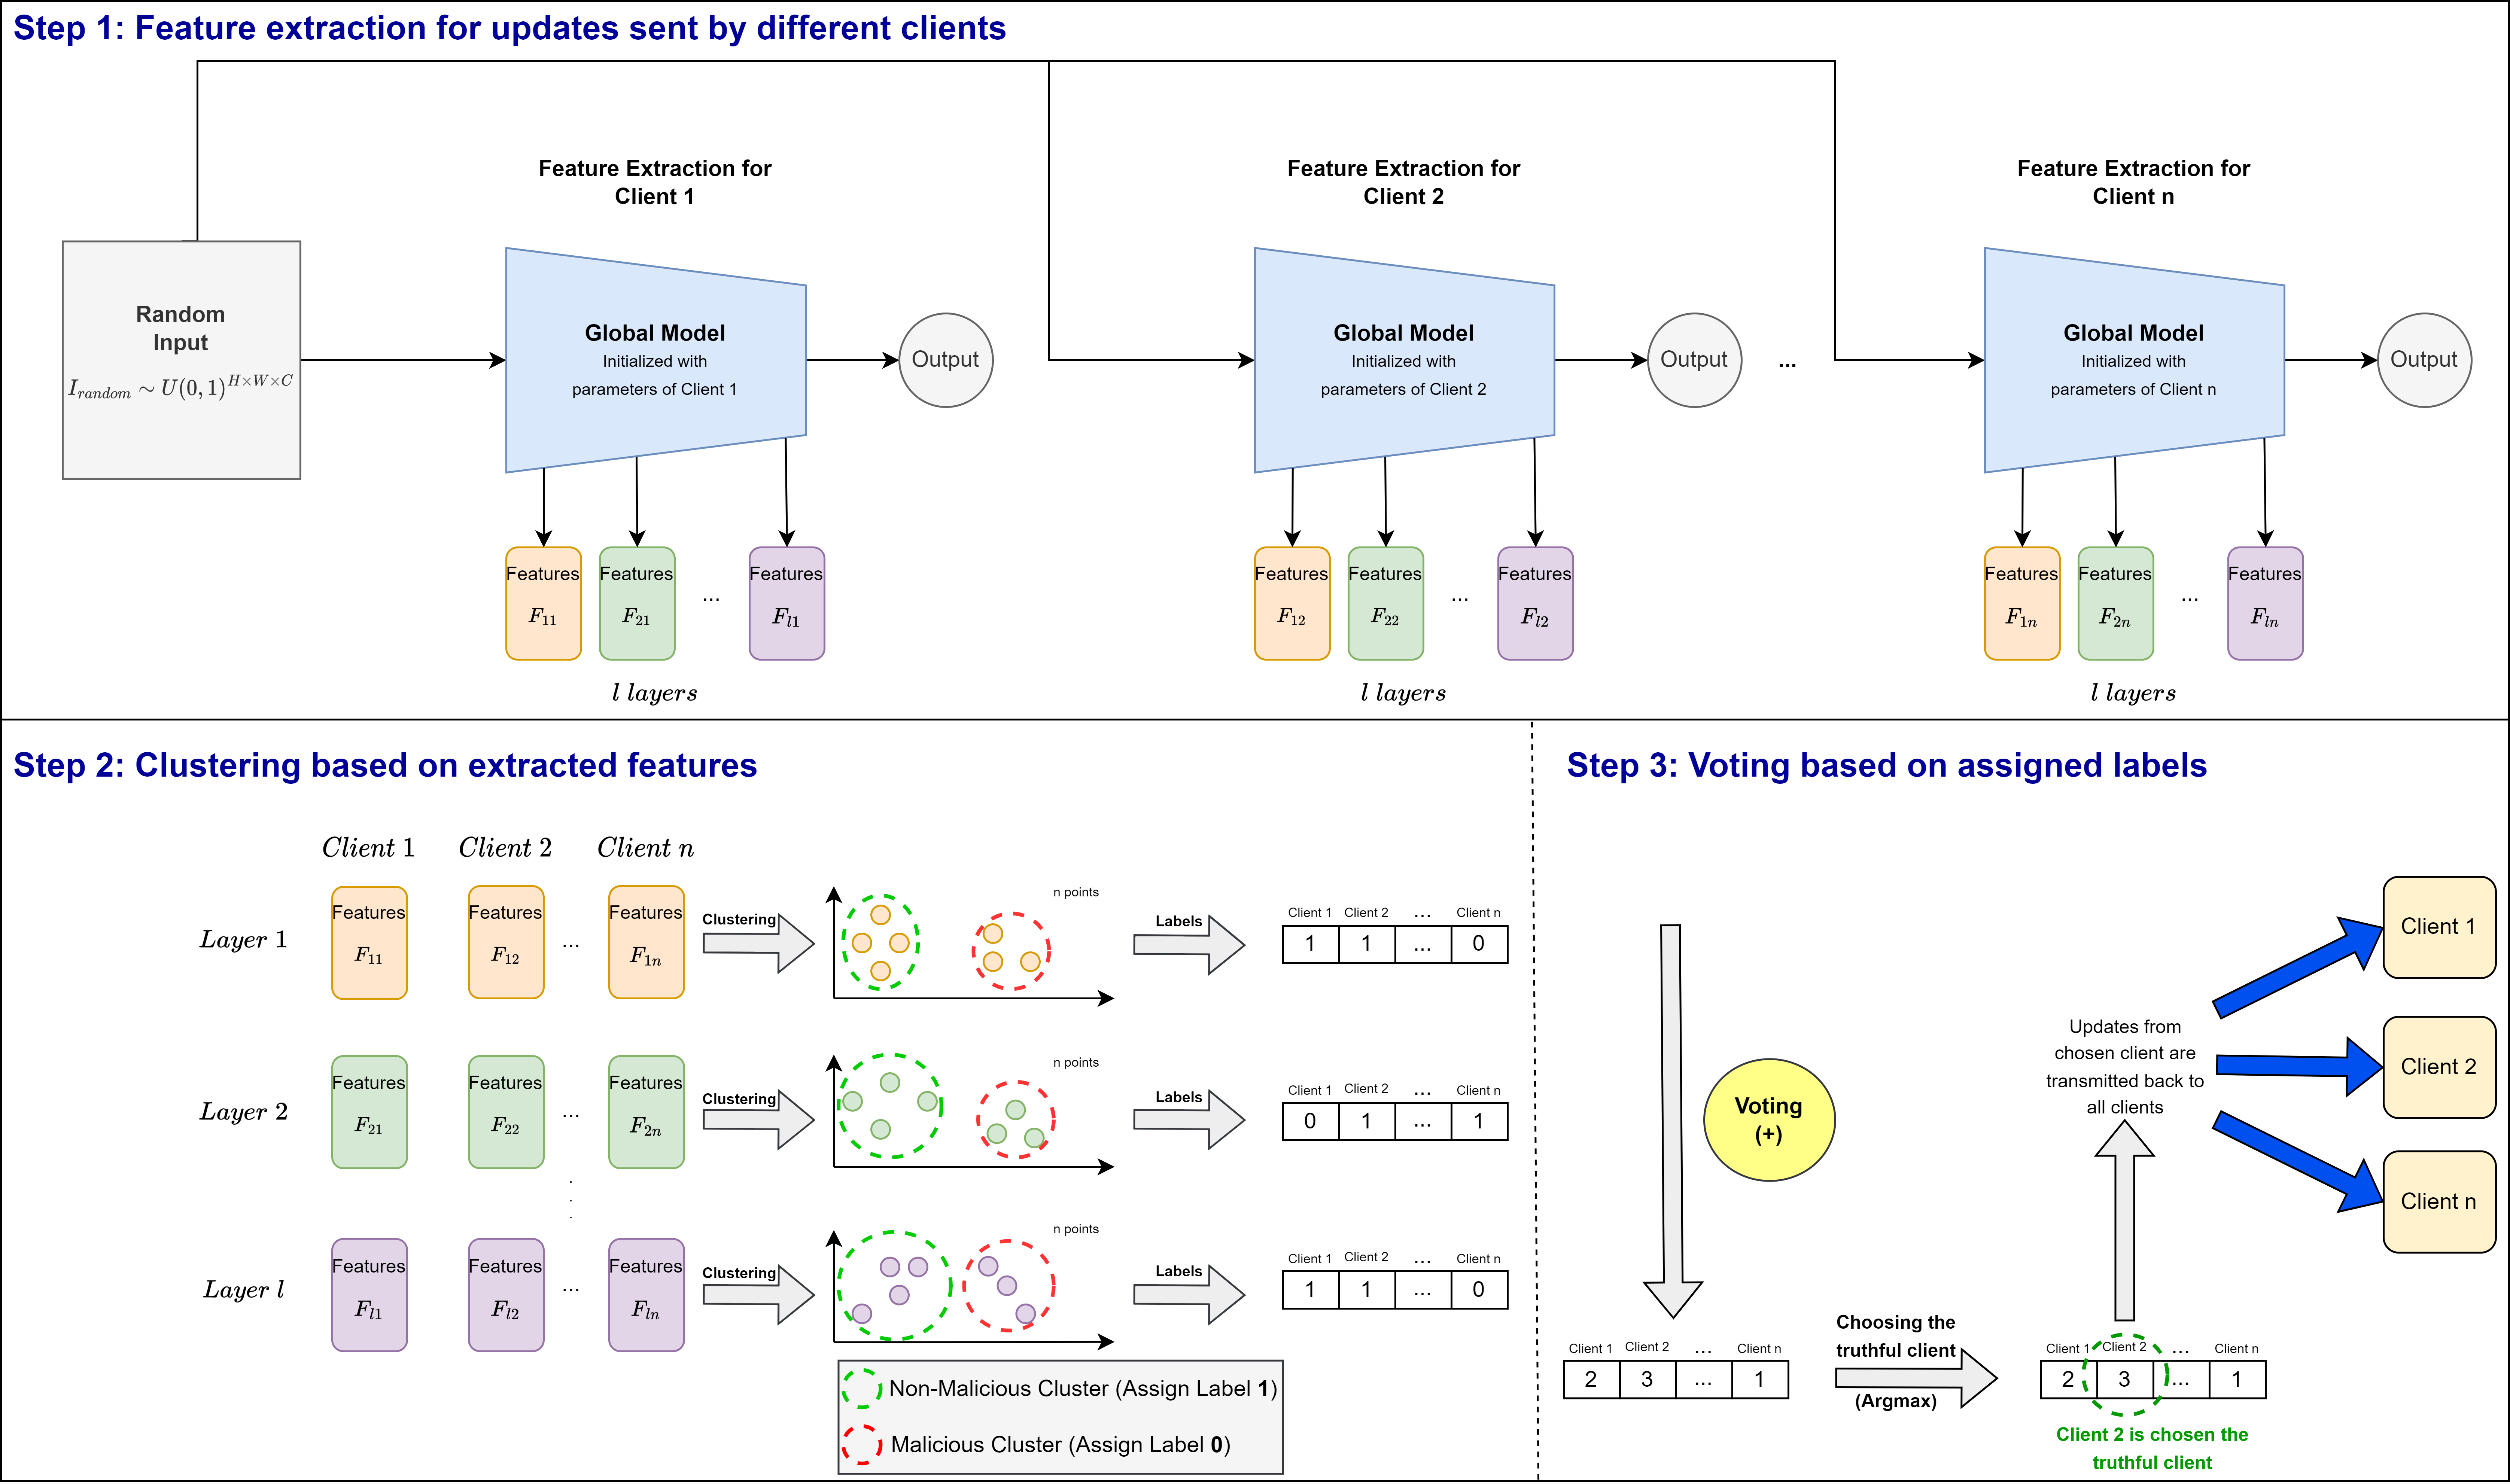 Step 1: Feature extraction for updates sent by different clients
Feature Extraction for
Client 1
Feature Extraction for
Client 2
Feature Extraction for
Client n
Random
Input
I_{random} ∼ U(0, 1)^{H×W×C}
Global Model
Initialized with
parameters of Client 1
Output
Global Model
Initialized with
parameters of Client 2
Output
...
Global Model
Initialized with
parameters of Client n
Output
Features
F_{11}
Features
F_{21}
...
Features
F_{l1}
l layers
Features
F_{12}
Features
F_{22}
...
Features
F_{l2}
l layers
Features
F_{1n}
Features
F_{2n}
...
Features
F_{ln}
l layers
Step 2: Clustering based on extracted features
Client 1
Client 2
Client n
Layer 1
Features
F_{11}
Features
F_{12}
...
Features
F_{1n}
Clustering
n points
Labels
Client 1 Client 2 ... Client n
1 1 ... 0
Layer 2
Features
F_{21}
Features
F_{22}
...
Features
F_{2n}
Clustering
n points
Labels
Client 1 Client 2 ... Client n
0 1 ... 1
.
.
.
Layer l
Features
F_{l1}
Features
F_{l2}
...
Features
F_{ln}
Clustering
n points
Labels
Client 1 Client 2 ... Client n
1 1 ... 0
Non-Malicious Cluster (Assign Label 1)
Malicious Cluster (Assign Label 0)
Step 3: Voting based on assigned labels
Voting
(+)
Client 1 Client 2 ... Client n
2 3 ... 1
Choosing the
truthful client
(Argmax)
Client 1 Client 2 ... Client n
2 3 ... 1
Client 2 is chosen the
truthful client
Updates from
chosen client are
transmitted back to
all clients
Client 1
Client 2
Client n